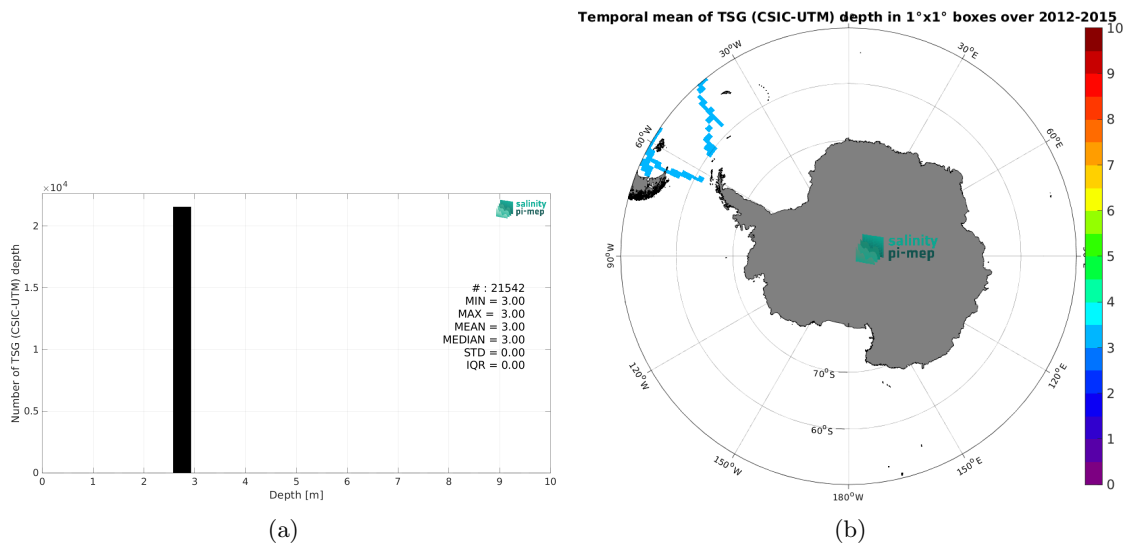 Temporal mean of TSG (CSIC-UTM) depth in 1°x1° boxes over 2012-2015
×10⁴
2
1.5
1
0.5
0
Number of TSG (CSIC-UTM) depth
salinity
pi-mep
# : 21542
MIN = 3.00
MAX = 3.00
MEAN = 3.00
MEDIAN = 3.00
STD = 0.00
IQR = 0.00
0 1 2 3 4 5 6 7 8 9 10
Depth [m]
(a)
30°W
30°E
60°W
60°E
90°W
salinity
pi-mep
120°W
120°E
70°S
60°S
150°W
150°E
180°W
10
9
8
7
6
5
4
3
2
1
0
(b)